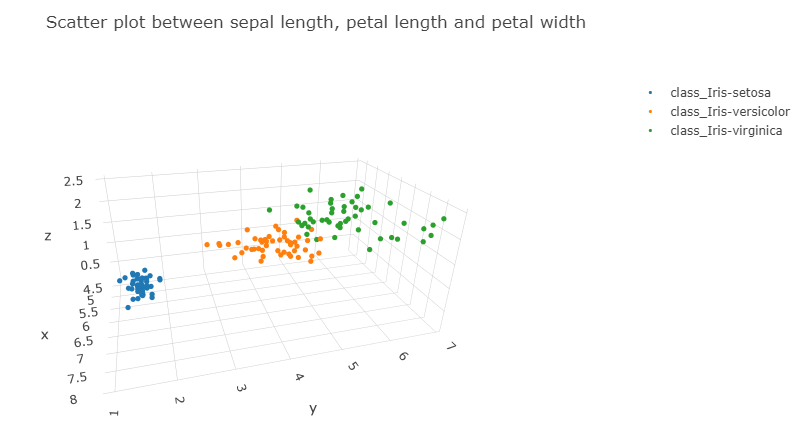 Scatter plot between sepal length, petal length and petal width
class_Iris-setosa
class_Iris-versicolor
class_Iris-virginica
2.5
2
1.5
1
0.5
z
4.5
5
5.5
6
6.5
7
7.5
8
x
1
2
3
4
5
6
7
y